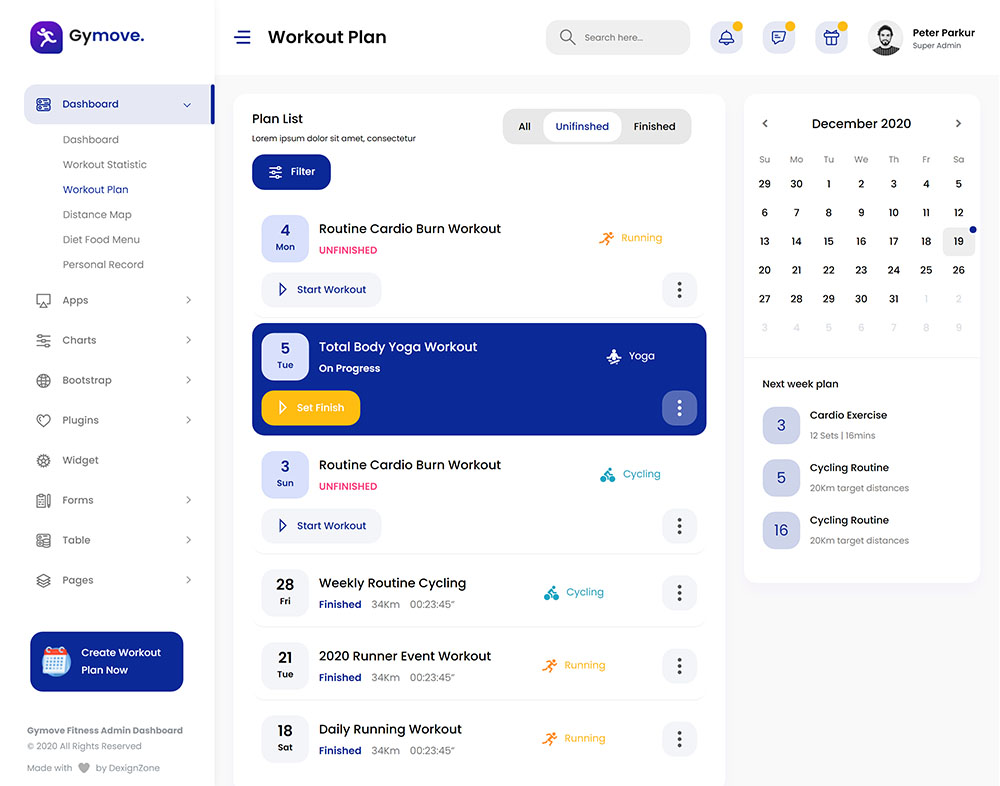 Gymove.
Workout Plan
Search here...
Peter Parkur
Super Admin
Dashboard
Dashboard
Workout Statistic
Workout Plan
Distance Map
Diet Food Menu
Personal Record
Apps
Charts
Bootstrap
Plugins
Widget
Forms
Table
Pages
Create Workout
Plan Now
Gymove Fitness Admin Dashboard
© 2020 All Rights Reserved
Made with by DexignZone
Plan List
Lorem ipsum dolor sit amet, consectetur
All Unfinshed Finished
Filter
4 Mon
Routine Cardio Burn Workout
UNFINISHED
Running
Start Workout
5 Tue
Total Body Yoga Workout
On Progress
Yoga
Set Finish
3 Sun
Routine Cardio Burn Workout
UNFINISHED
Cycling
Start Workout
28 Fri
Weekly Routine Cycling
Finished 34Km 00:23:45”
Cycling
21 Tue
2020 Runner Event Workout
Finished 34Km 00:23:45”
Running
18 Sat
Daily Running Workout
Finished 34Km 00:23:45”
Running
December 2020
Su Mo Tu We Th Fr Sa
29 30 1 2 3 4 5
6 7 8 9 10 11 12
13 14 15 16 17 18 19
20 21 22 23 24 25 26
27 28 29 30 31 1 2
3 4 5 6 7 8 9
Next week plan
3
Cardio Exercise
12 Sets | 16mins
5
Cycling Routine
20Km target distances
16
Cycling Routine
20Km target distances